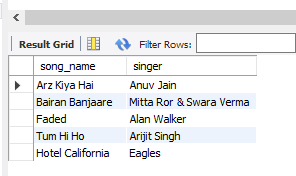 Result Grid Filter Rows:
song_name singer
Arz Kiya Hai Anuv Jain
Bairan Banjaare Mitta Ror & Swara Verma
Faded Alan Walker
Tum Hi Ho Arijit Singh
Hotel California Eagles